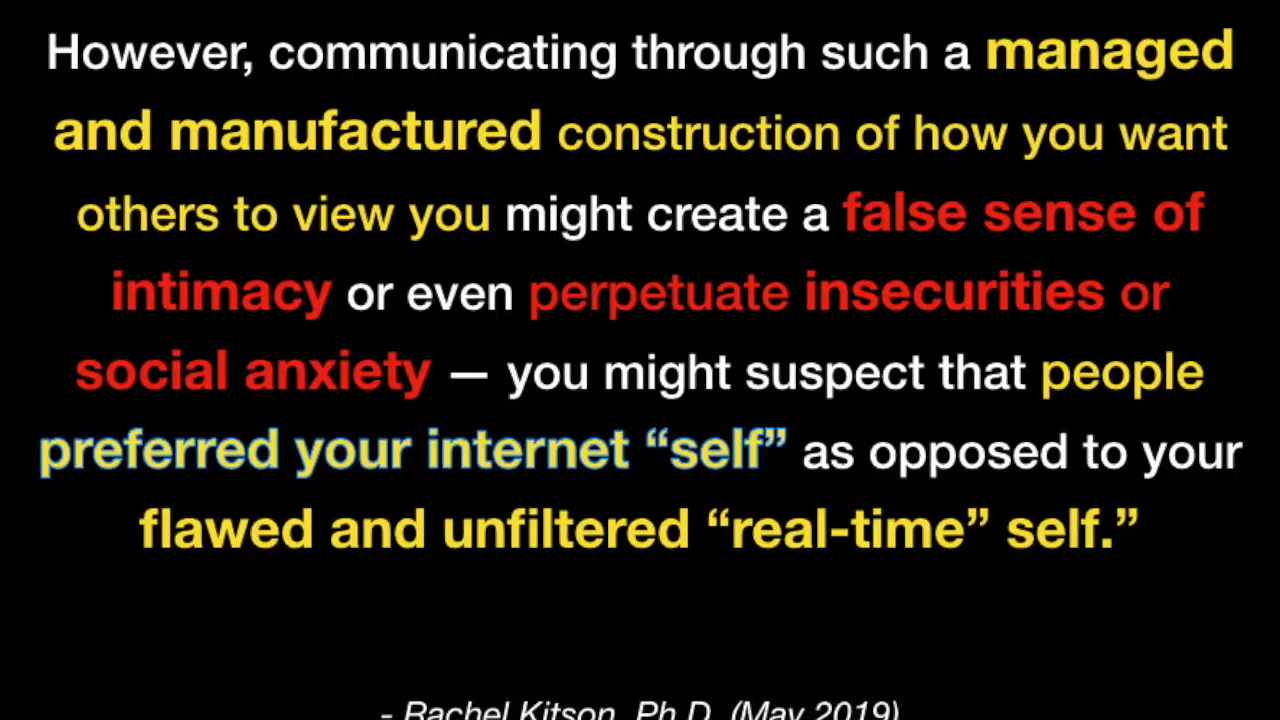 However, communicating through such a managed
and manufactured construction of how you want
others to view you might create a false sense of
intimacy or even perpetuate insecurities or
social anxiety — you might suspect that people
preferred your internet “self” as opposed to your
flawed and unfiltered “real-time” self.”
- Rachel Kitson, Ph.D. (May 2019)